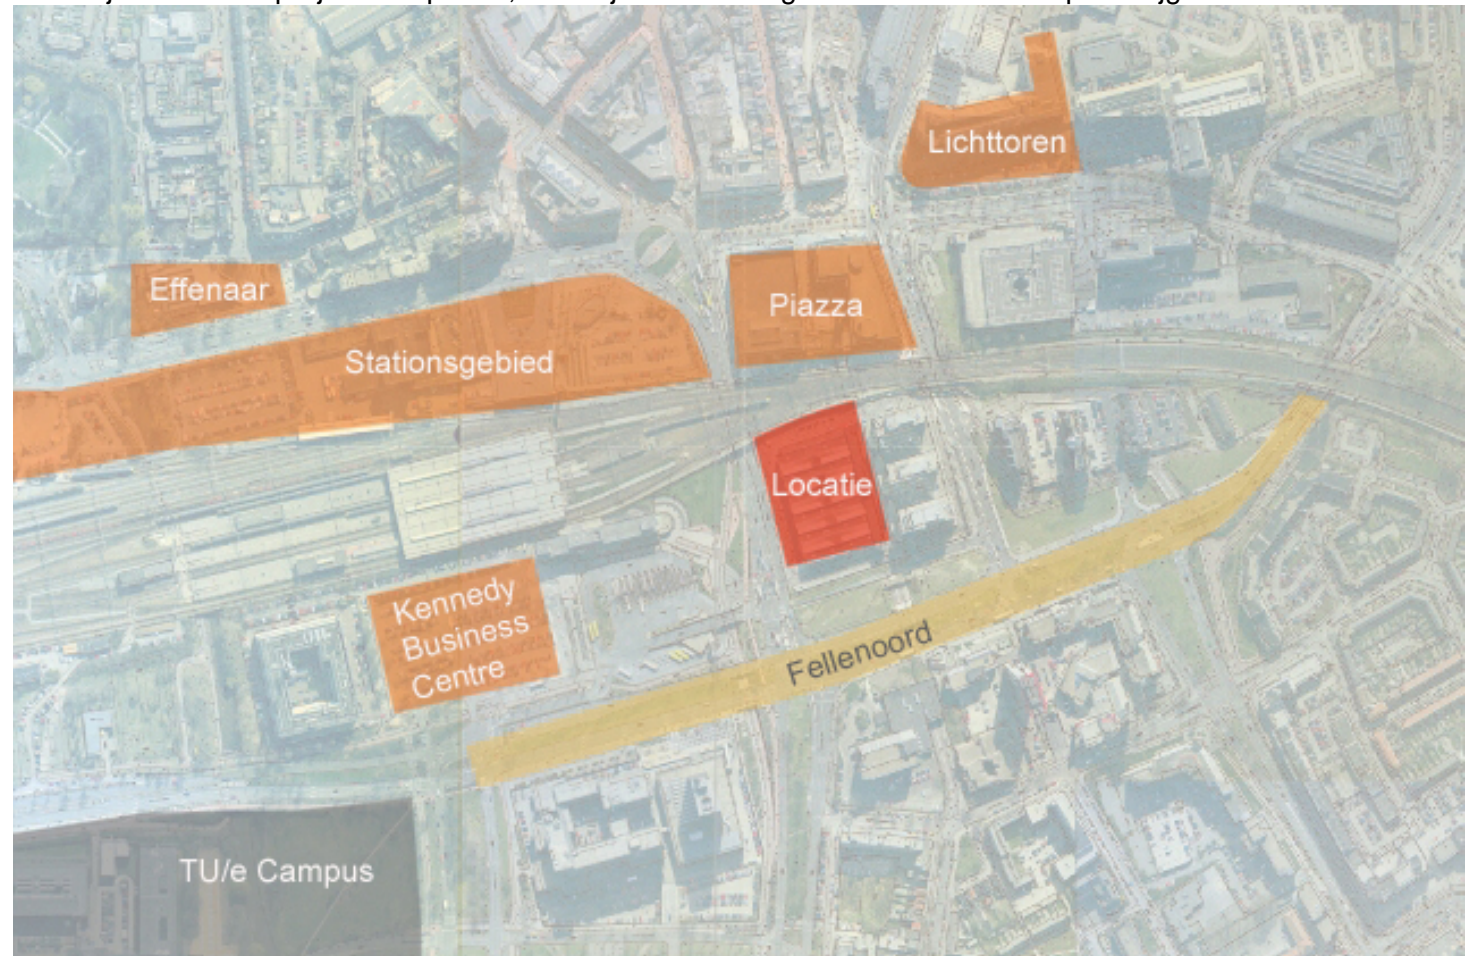 Lichttoren
Effenaar
Piazza
Stationsgebied
Locatie
Kennedy
Business
Centre
Fellenoord
TU/e Campus